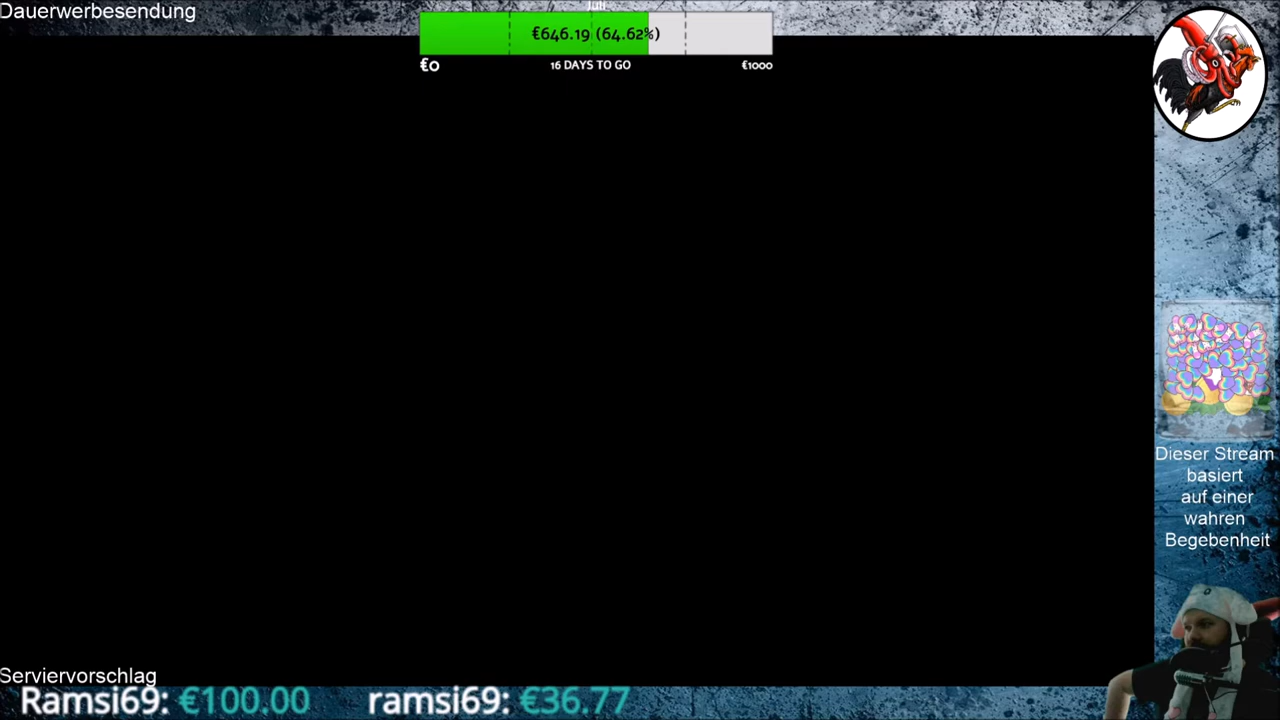 Dauerwerbesendung
Juli
€646.19 (64.62%)
€0
16 DAYS TO GO
€1000
Dieser Stream
basiert
auf einer
wahren
Begebenheit
Serviervorschlag
Ramsi69: €100.00
ramsi69: €36.77